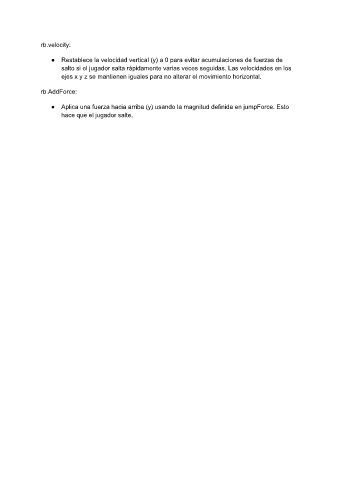 rb.velocity:
● Restablece la velocidad vertical (y) a 0 para evitar acumulaciones de fuerzas de
salto si el jugador salta rápidamente varias veces seguidas. Las velocidades en los
ejes x y z se mantienen iguales para no alterar el movimiento horizontal.
rb.AddForce:
● Aplica una fuerza hacia arriba (y) usando la magnitud definida en jumpForce. Esto
hace que el jugador salte.